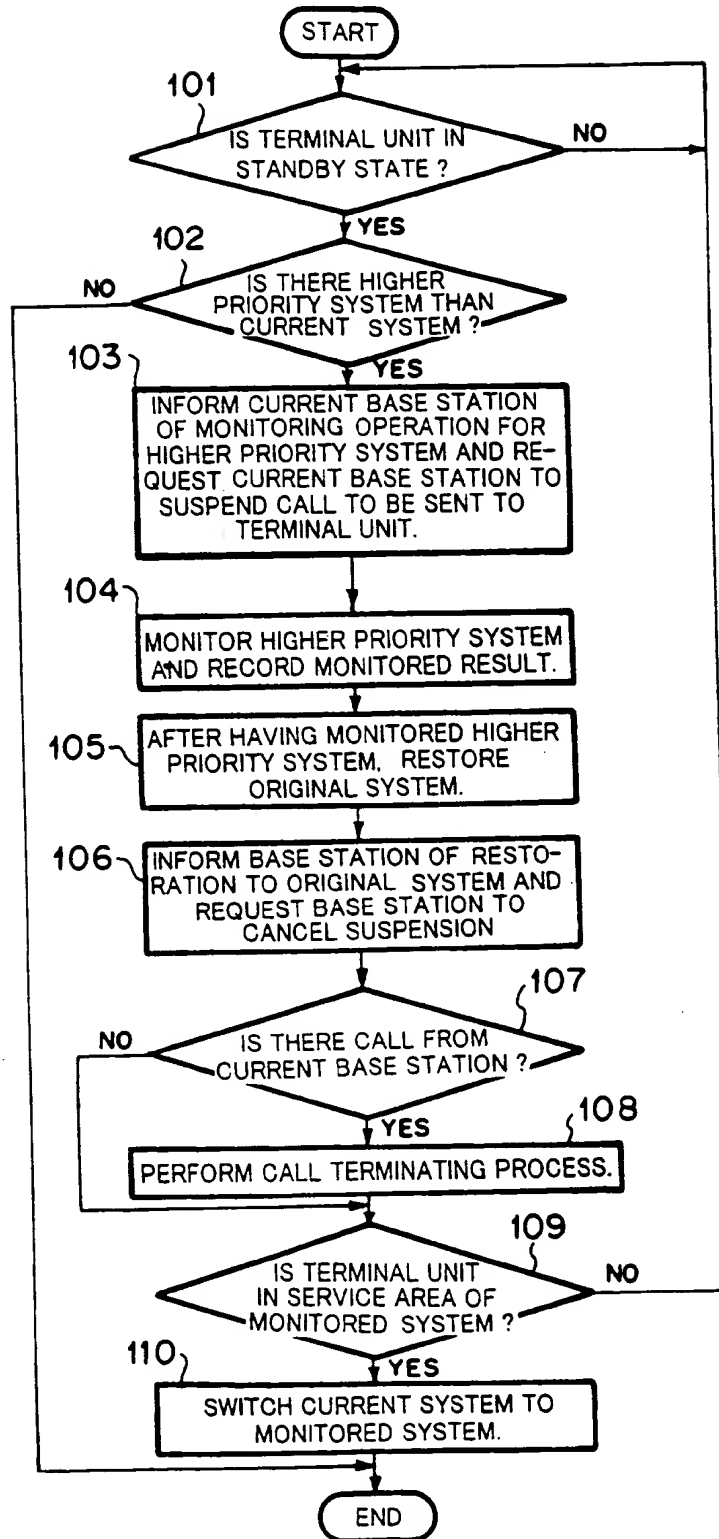 START
101
IS TERMINAL UNIT IN
STANDBY STATE ?
NO
YES
102
NO
IS THERE HIGHER
PRIORITY SYSTEM THAN
CURRENT SYSTEM ?
YES
103
INFORM CURRENT BASE STATION
OF MONITORING OPERATION FOR
HIGHER PRIORITY SYSTEM AND RE-
QUEST CURRENT BASE STATION TO
SUSPEND CALL TO BE SENT TO
TERMINAL UNIT.
104
MONITOR HIGHER PRIORITY SYSTEM
AND RECORD MONITORED RESULT.
105
AFTER HAVING MONITORED HIGHER
PRIORITY SYSTEM, RESTORE
ORIGINAL SYSTEM.
106
INFORM BASE STATION OF RESTO-
RATION TO ORIGINAL SYSTEM AND
REQUEST BASE STATION TO
CANCEL SUSPENSION
107
NO
IS THERE CALL FROM
CURRENT BASE STATION ?
YES
108
PERFORM CALL TERMINATING PROCESS.
109
IS TERMINAL UNIT
IN SERVICE AREA OF
MONITORED SYSTEM ?
NO
YES
110
SWITCH CURRENT SYSTEM TO
MONITORED SYSTEM.
END